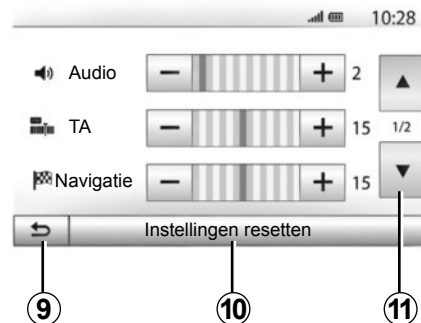 10:28
Audio − + 2 ▲
TA − + 15 1/2
Navigatie − + 15 ▼
Instellingen resetten
9 10 11